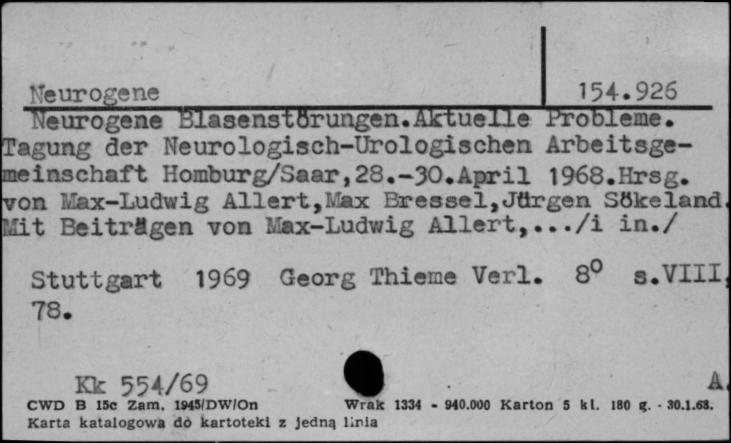 Neurogene 154.926
Neurogene Blasenstörungen.Aktuelle Probleme.
Tagung der Neurologisch-Urologischen Arbeitsge-
meinschaft Homburg/Saar,28.-30.April 1968.Hrsg.
von Max-Ludwig Allert,Max Bressel,Jürgen Sökeland.
Mit Beiträgen von Max-Ludwig Allert,.../i in./
Stuttgart 1969 Georg Thieme Verl. 8° s.VIII,
78.
Kk 554/69 A.
CWD B 15c Zam. 1945/DW/On Wrak 1334 - 940.000 Karton 5 kl. 180 g. - 30.1.68.
Karta katalogowa do kartoteki z jedną linia